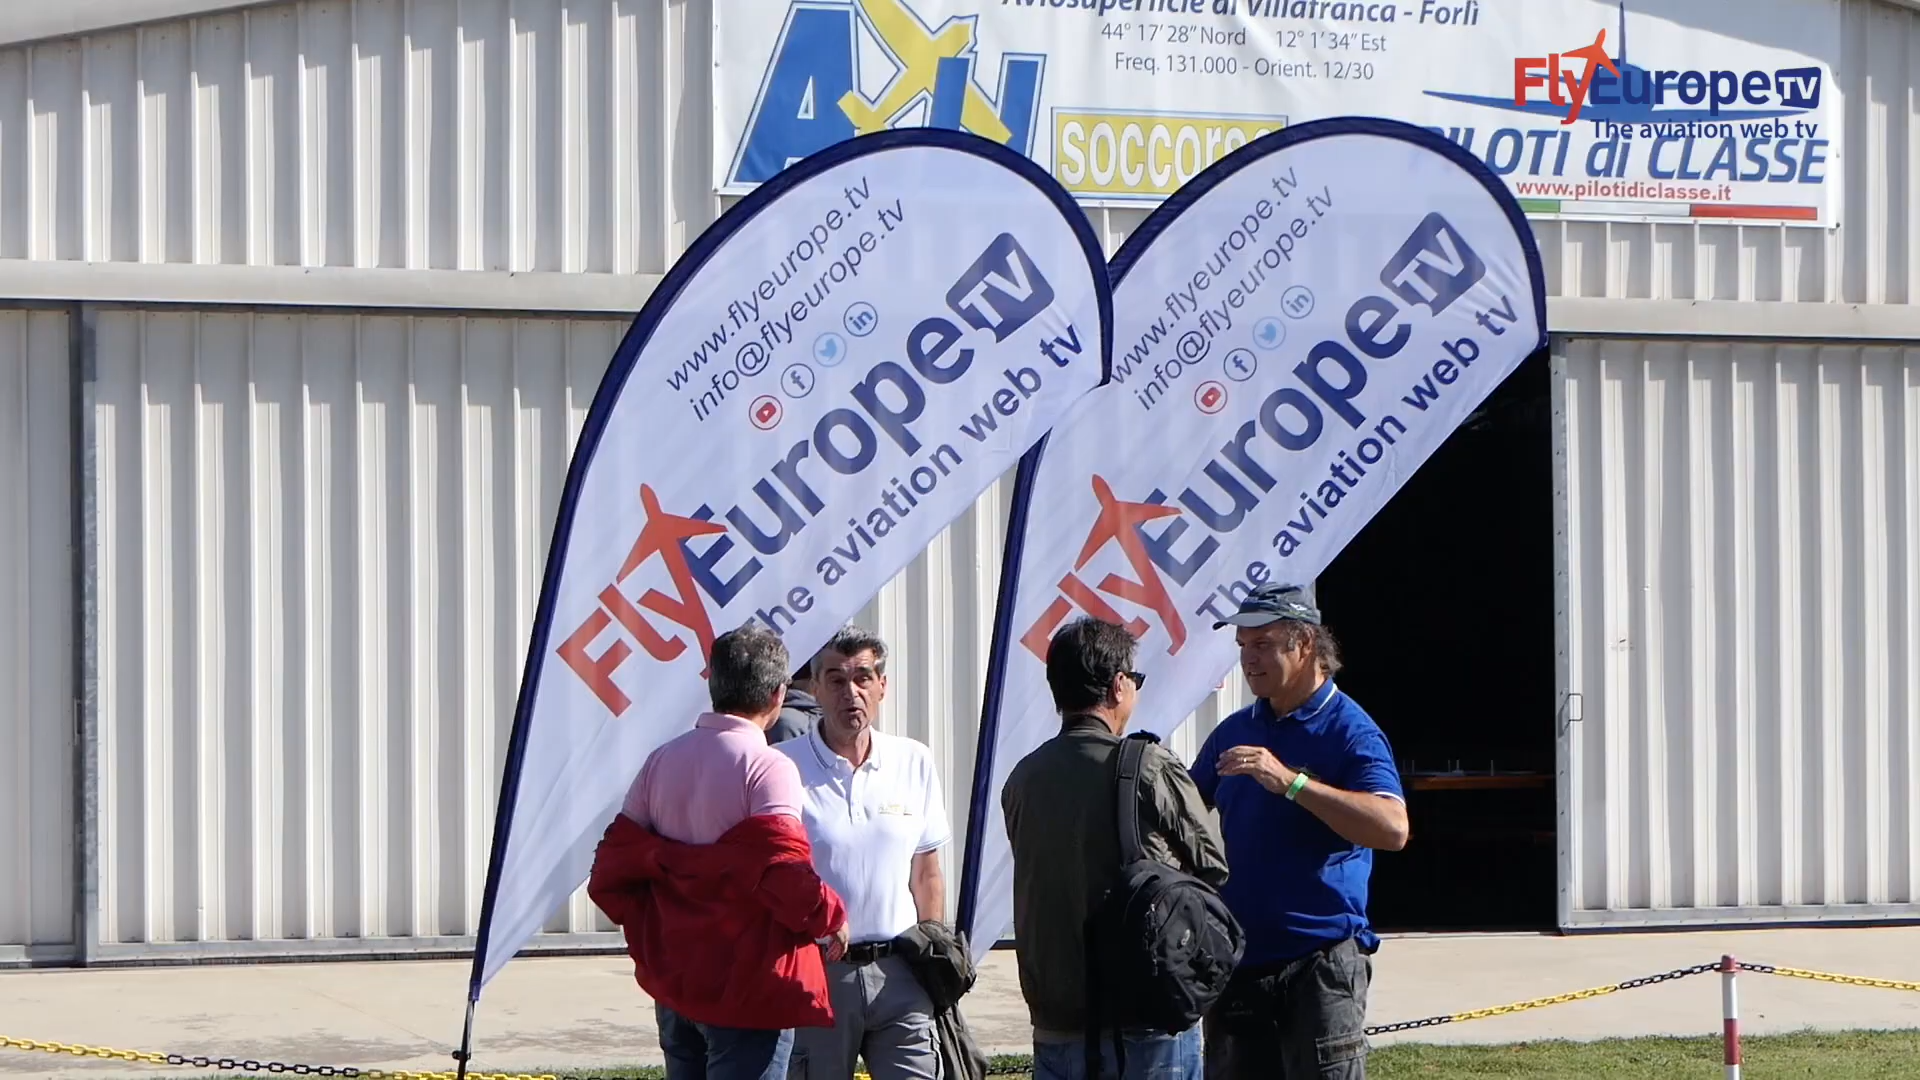 Aviosuperficie di Villafranca - Forlì
44° 17' 28" Nord 12° 1' 34" Est
Freq. 131.000 - Orient. 12/30
FlyEurope TV
The aviation web tv
PILOTI di CLASSE
www.pilotidiclasse.it
www.flyeurope.tv
info@flyeurope.tv
FlyEurope TV
The aviation web tv
www.flyeurope.tv
info@flyeurope.tv
FlyEurope TV
The aviation web tv